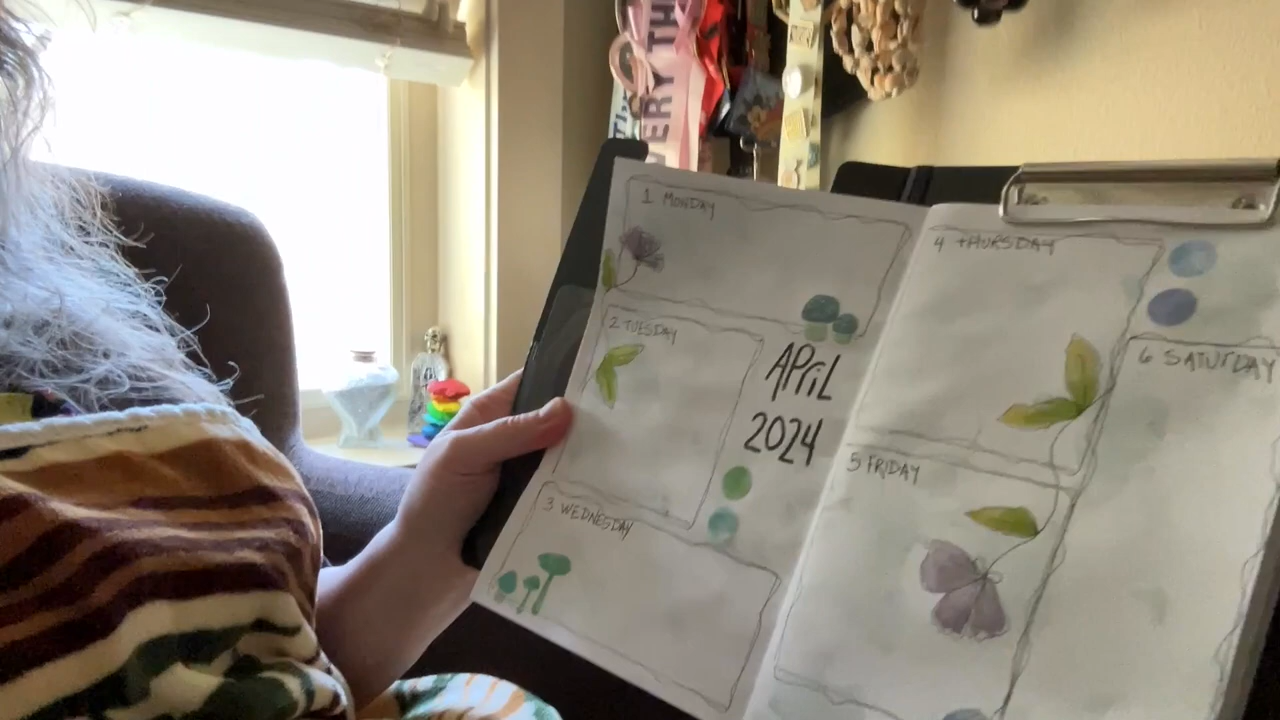 ERY TH
1 MONDAY
2 TUESDAY
APRiL
2024
3 WEDNESDAY
4 THURSDAY
5 FRIDAY
6 SATURDAY